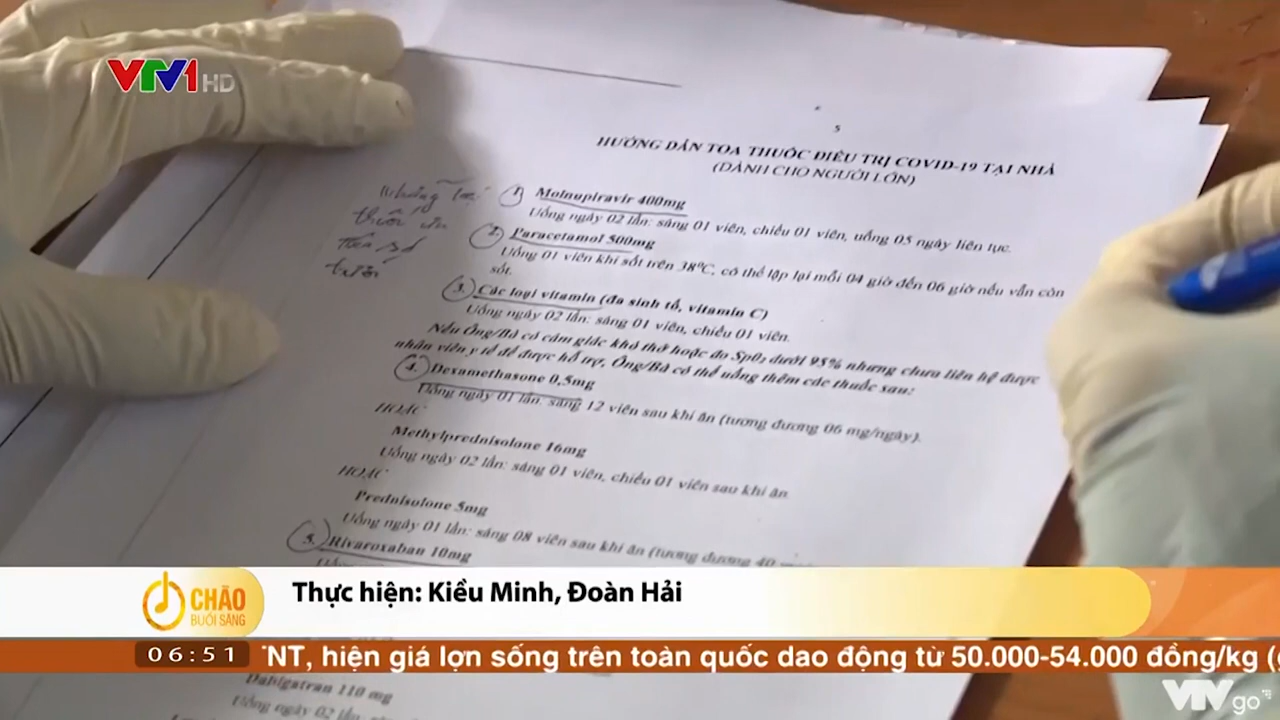 VTV1 HD
5
HƯỚNG DẪN TOA THUỐC ĐIỀU TRỊ COVID-19 TẠI NHÀ
(DÀNH CHO NGƯỜI LỚN)
1. Molnupiravir 400mg
Uống ngày 02 lần: sáng 01 viên, chiều 01 viên, uống 05 ngày liên tục.
2. Paracetamol 500mg
Uống 01 viên khi sốt trên 38⁰C, có thể lặp lại mỗi 04 giờ đến 06 giờ nếu vẫn còn
sốt.
3. Các loại vitamin (đa sinh tố, vitamin C)
Uống ngày 02 lần: sáng 01 viên, chiều 01 viên.
Nếu Ông/Bà có cảm giác khó thở hoặc đo SpO₂ dưới 95% nhưng chưa liên hệ được
nhân viên y tế để được hỗ trợ, Ông/Bà có thể uống thêm các thuốc sau:
4. Dexamethasone 0,5mg
Uống ngày 01 lần: sáng 12 viên sau khi ăn (tương đương 06 mg/ngày).
HOẶC
Methylprednisolone 16mg
Uống ngày 02 lần: sáng 01 viên, chiều 01 viên sau khi ăn
HOẶC
Prednisolone 5mg
Uống ngày 01 lần: sáng 08 viên sau khi ăn (tương đương 40
5. Rivaroxaban 10mg
CHÀO
BUỔI SÁNG
Thực hiện: Kiều Minh, Đoàn Hải
06:51
NT, hiện giá lợn sống trên toàn quốc dao động từ 50.000-54.000 đồng/kg (
Dabigatran 110 mg
Uống ngày 02 lần:
VTV go